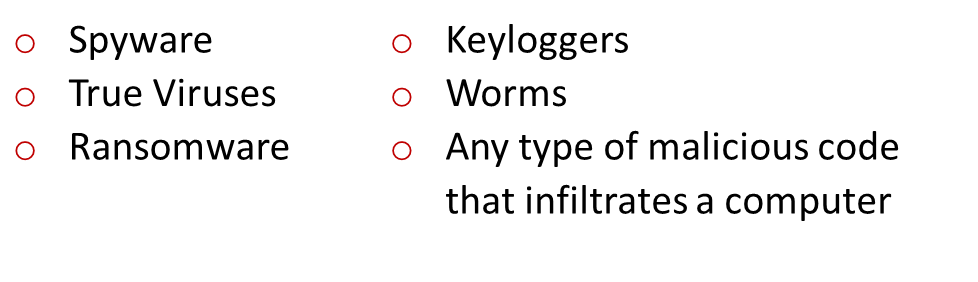 Spyware
True Viruses
Ransomware
Keyloggers
Worms
Any type of malicious code
that infiltrates a computer